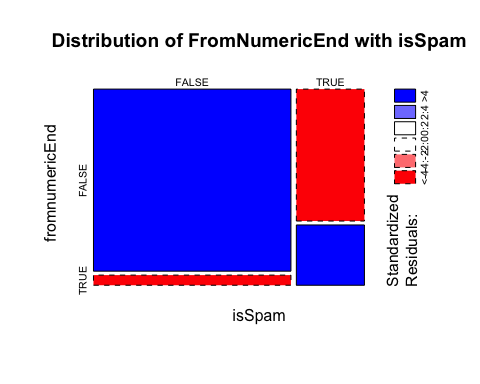 Distribution of FromNumericEnd with isSpam
FALSE
TRUE
FALSE
TRUE
fromnumericEnd
isSpam
Standardized
Residuals:
<-4
-4:-2
-2:0
0:2
2:4
>4